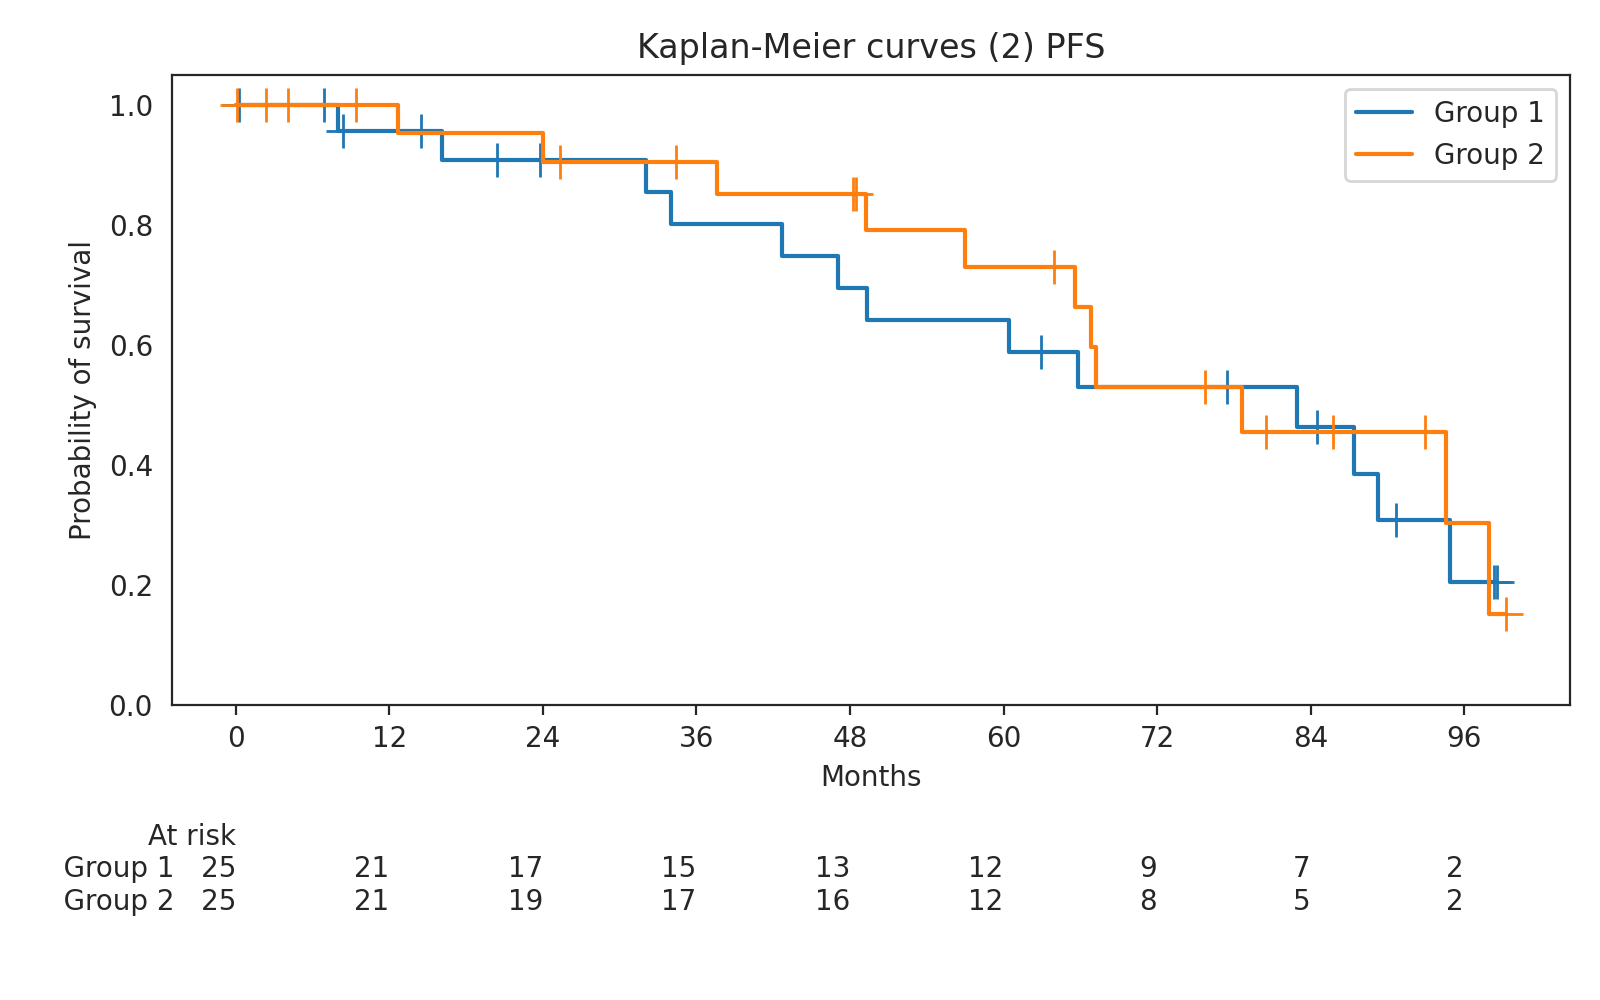 Kaplan-Meier curves (2) PFS
1.0
0.8
0.6
0.4
0.2
0.0
Probability of survival
Group 1
Group 2
0 12 24 36 48 60 72 84 96
Months
At risk
Group 1 25 21 17 15 13 12 9 7 2
Group 2 25 21 19 17 16 12 8 5 2